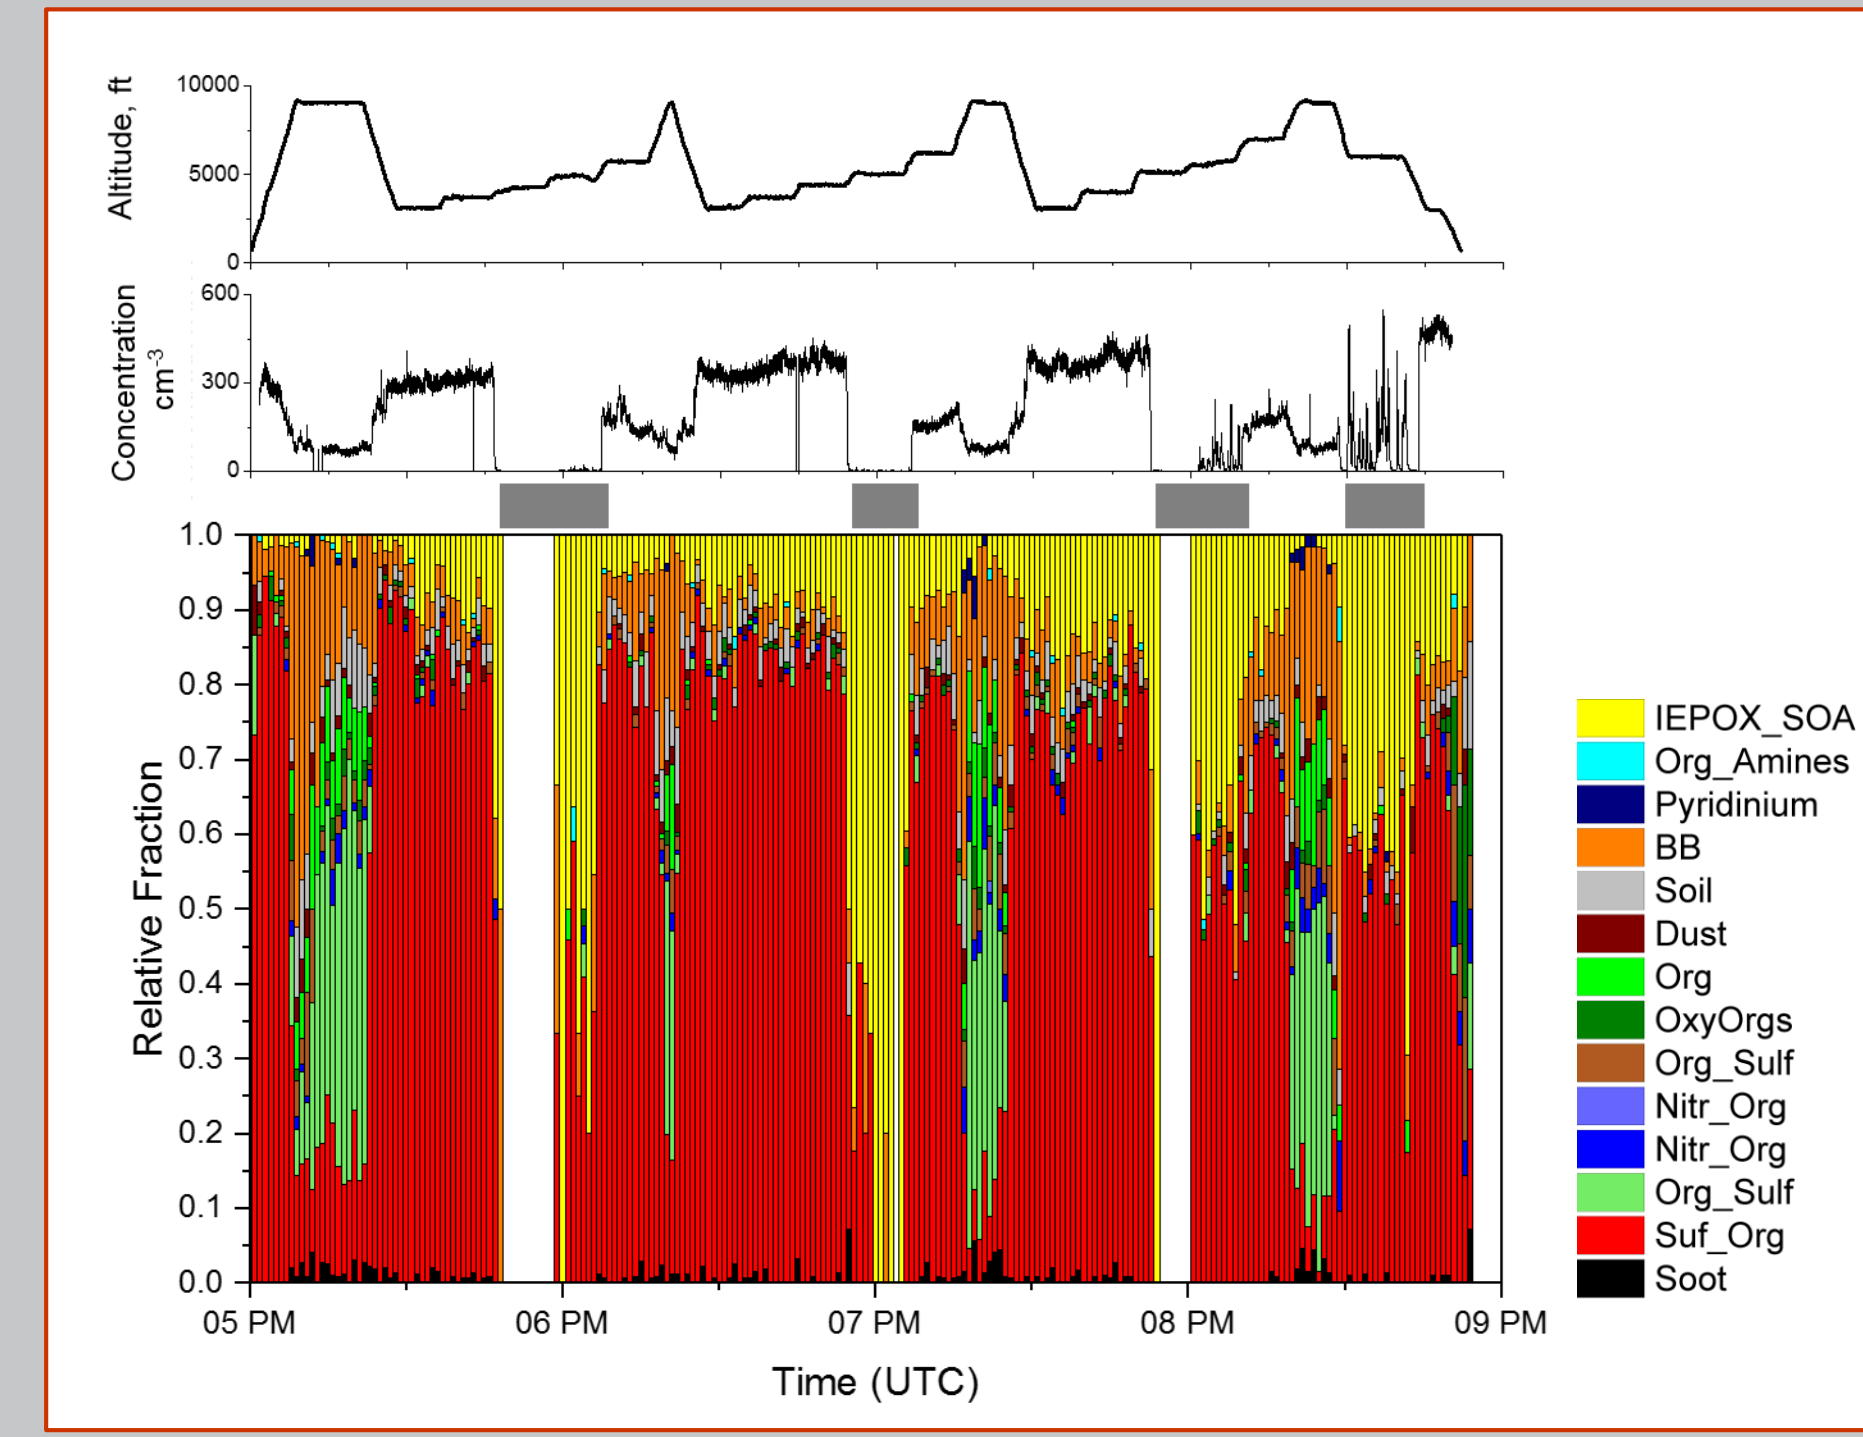 Altitude, ft
10000
5000
0
Concentration
cm-3
600
300
0
Relative Fraction
1.0
0.9
0.8
0.7
0.6
0.5
0.4
0.3
0.2
0.1
0.0
05 PM
06 PM
07 PM
08 PM
09 PM
Time (UTC)
IEPOX_SOA
Org_Amines
Pyridinium
BB
Soil
Dust
Org
OxyOrgs
Org_Sulf
Nitr_Org
Nitr_Org
Org_Sulf
Suf_Org
Soot